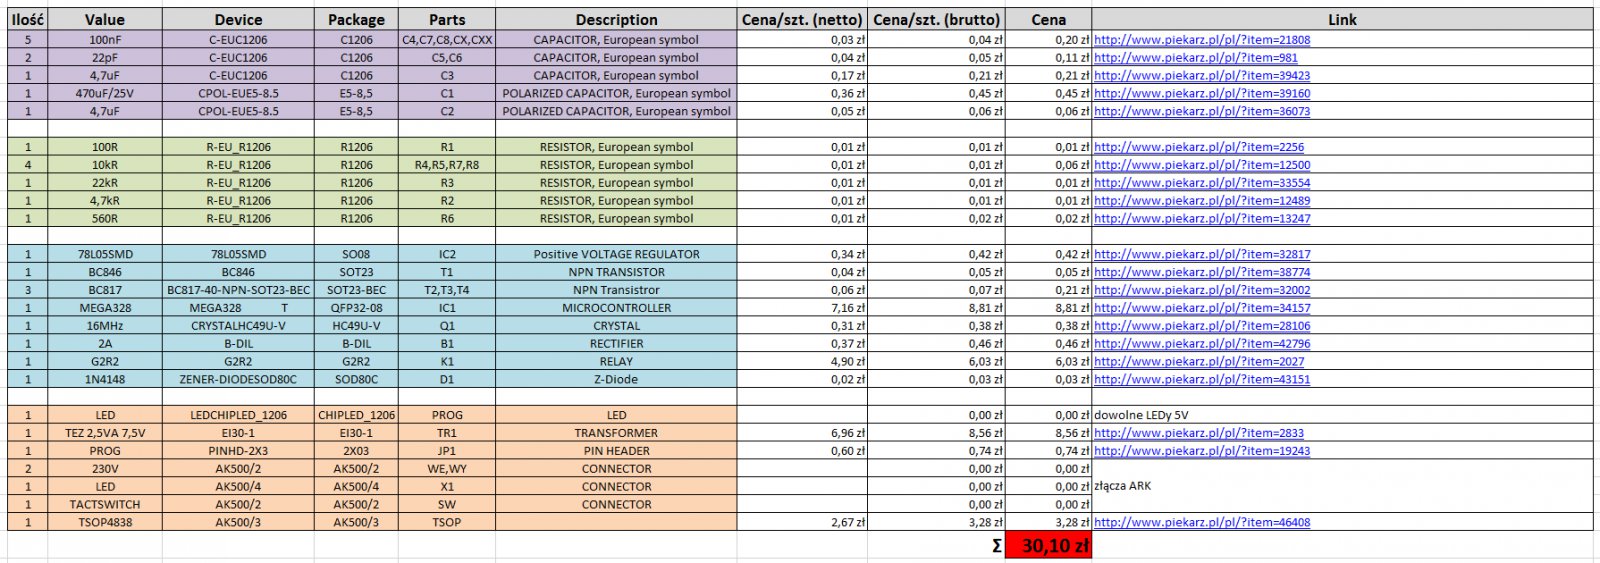 Ilość Value Device Package Parts Description Cena/szt. (netto) Cena/szt. (brutto) Cena Link
5 100nF C-EUC1206 C1206 C4,C7,C8,CX,CXX CAPACITOR, European symbol 0,03 zł 0,04 zł 0,20 zł http://www.piekarz.pl/pl/?item=21808
2 22pF C-EUC1206 C1206 C5,C6 CAPACITOR, European symbol 0,04 zł 0,05 zł 0,11 zł http://www.piekarz.pl/pl/?item=981
1 4,7uF C-EUC1206 C1206 C3 CAPACITOR, European symbol 0,17 zł 0,21 zł 0,21 zł http://www.piekarz.pl/pl/?item=39423
1 470uF/25V CPOL-EUE5-8.5 E5-8,5 C1 POLARIZED CAPACITOR, European symbol 0,36 zł 0,45 zł 0,45 zł http://www.piekarz.pl/pl/?item=39160
1 4,7uF CPOL-EUE5-8.5 E5-8,5 C2 POLARIZED CAPACITOR, European symbol 0,05 zł 0,06 zł 0,06 zł http://www.piekarz.pl/pl/?item=36073
1 100R R-EU_R1206 R1206 R1 RESISTOR, European symbol 0,01 zł 0,01 zł 0,01 zł http://www.piekarz.pl/pl/?item=2256
4 10kR R-EU_R1206 R1206 R4,R5,R7,R8 RESISTOR, European symbol 0,01 zł 0,01 zł 0,06 zł http://www.piekarz.pl/pl/?item=12500
1 22kR R-EU_R1206 R1206 R3 RESISTOR, European symbol 0,01 zł 0,01 zł 0,01 zł http://www.piekarz.pl/pl/?item=33554
1 4,7kR R-EU_R1206 R1206 R2 RESISTOR, European symbol 0,01 zł 0,01 zł 0,01 zł http://www.piekarz.pl/pl/?item=12489
1 560R R-EU_R1206 R1206 R6 RESISTOR, European symbol 0,01 zł 0,02 zł 0,02 zł http://www.piekarz.pl/pl/?item=13247
1 78L05SMD 78L05SMD SO08 IC2 Positive VOLTAGE REGULATOR 0,34 zł 0,42 zł 0,42 zł http://www.piekarz.pl/pl/?item=32817
1 BC846 BC846 SOT23 T1 NPN TRANSISTOR 0,04 zł 0,05 zł 0,05 zł http://www.piekarz.pl/pl/?item=38774
3 BC817 BC817-40-NPN-SOT23-BEC SOT23-BEC T2,T3,T4 NPN Transistror 0,06 zł 0,07 zł 0,21 zł http://www.piekarz.pl/pl/?item=32002
1 MEGA328 MEGA328 T QFP32-08 IC1 MICROCONTROLLER 7,16 zł 8,81 zł 8,81 zł http://www.piekarz.pl/pl/?item=34157
1 16MHz CRYSTALHC49U-V HC49U-V Q1 CRYSTAL 0,31 zł 0,38 zł 0,38 zł http://www.piekarz.pl/pl/?item=28106
1 2A B-DIL B-DIL B1 RECTIFIER 0,37 zł 0,46 zł 0,46 zł http://www.piekarz.pl/pl/?item=42796
1 G2R2 G2R2 G2R2 K1 RELAY 4,90 zł 6,03 zł 6,03 zł http://www.piekarz.pl/pl/?item=2027
1 1N4148 ZENER-DIODESOD80C SOD80C D1 Z-Diode 0,02 zł 0,03 zł 0,03 zł http://www.piekarz.pl/pl/?item=43151
1 LED LEDCHIPLED_1206 CHIPLED_1206 PROG LED 0,00 zł 0,00 zł dowolne LEDy 5V
1 TEZ 2,5VA 7,5V EI30-1 EI30-1 TR1 TRANSFORMER 6,96 zł 8,56 zł 8,56 zł http://www.piekarz.pl/pl/?item=2833
1 PROG PINHD-2X3 2X03 JP1 PIN HEADER 0,60 zł 0,74 zł 0,74 zł http://www.piekarz.pl/pl/?item=19243
2 230V AK500/2 AK500/2 WE,WY CONNECTOR 0,00 zł 0,00 zł
1 LED AK500/4 AK500/4 X1 CONNECTOR 0,00 zł 0,00 zł złącza ARK
1 TACTSWITCH AK500/2 AK500/2 SW CONNECTOR 0,00 zł 0,00 zł
1 TSOP4838 AK500/3 AK500/3 TSOP 2,67 zł 3,28 zł 3,28 zł http://www.piekarz.pl/pl/?item=46408
Σ 30,10 zł